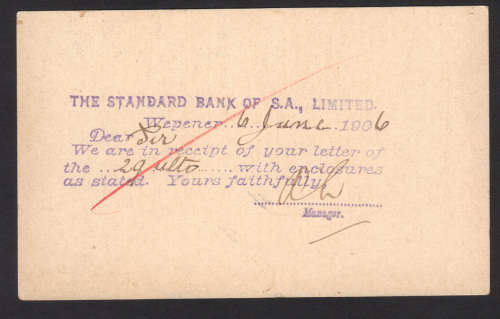 THE STANDARD BANK OF S.A., LIMITED.
Wepener 6 June 1906
Dear Sir,
We are in receipt of your letter of
the 29 ulto with enclosures
as stated. Yours faithfully,
Manager.